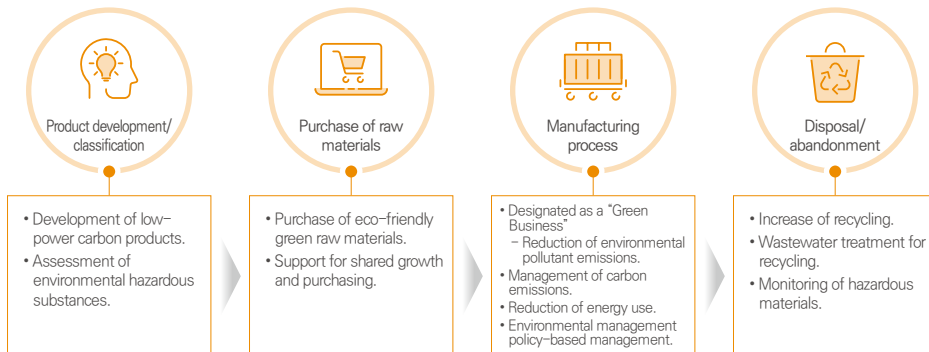 Product development/
classification
• Development of low-
power carbon products.
• Assessment of
environmental hazardous
substances.
Purchase of raw
materials
• Purchase of eco-friendly
green raw materials.
• Support for shared growth
and purchasing.
Manufacturing
process
• Designated as a “Green
Business”
- Reduction of environmental
pollutant emissions.
• Management of carbon
emissions.
• Reduction of energy use.
• Environmental management
policy-based management.
Disposal/
abandonment
• Increase of recycling.
• Wastewater treatment for
recycling.
• Monitoring of hazardous
materials.